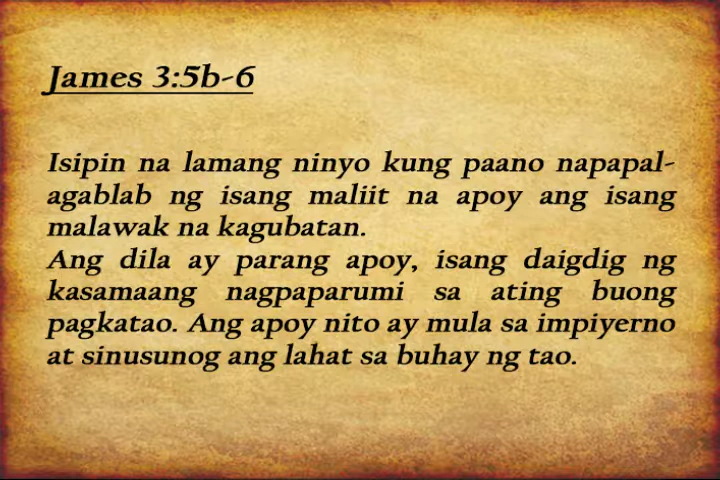 James 3:5b-6
Isipin na lamang ninyo kung paano napapal-
agablab ng isang maliit na apoy ang isang
malawak na kagubatan.
Ang dila ay parang apoy, isang daigdig ng
kasamaang nagpaparumi sa ating buong
pagkatao. Ang apoy nito ay mula sa impiyerno
at sinusunog ang lahat sa buhay ng tao.